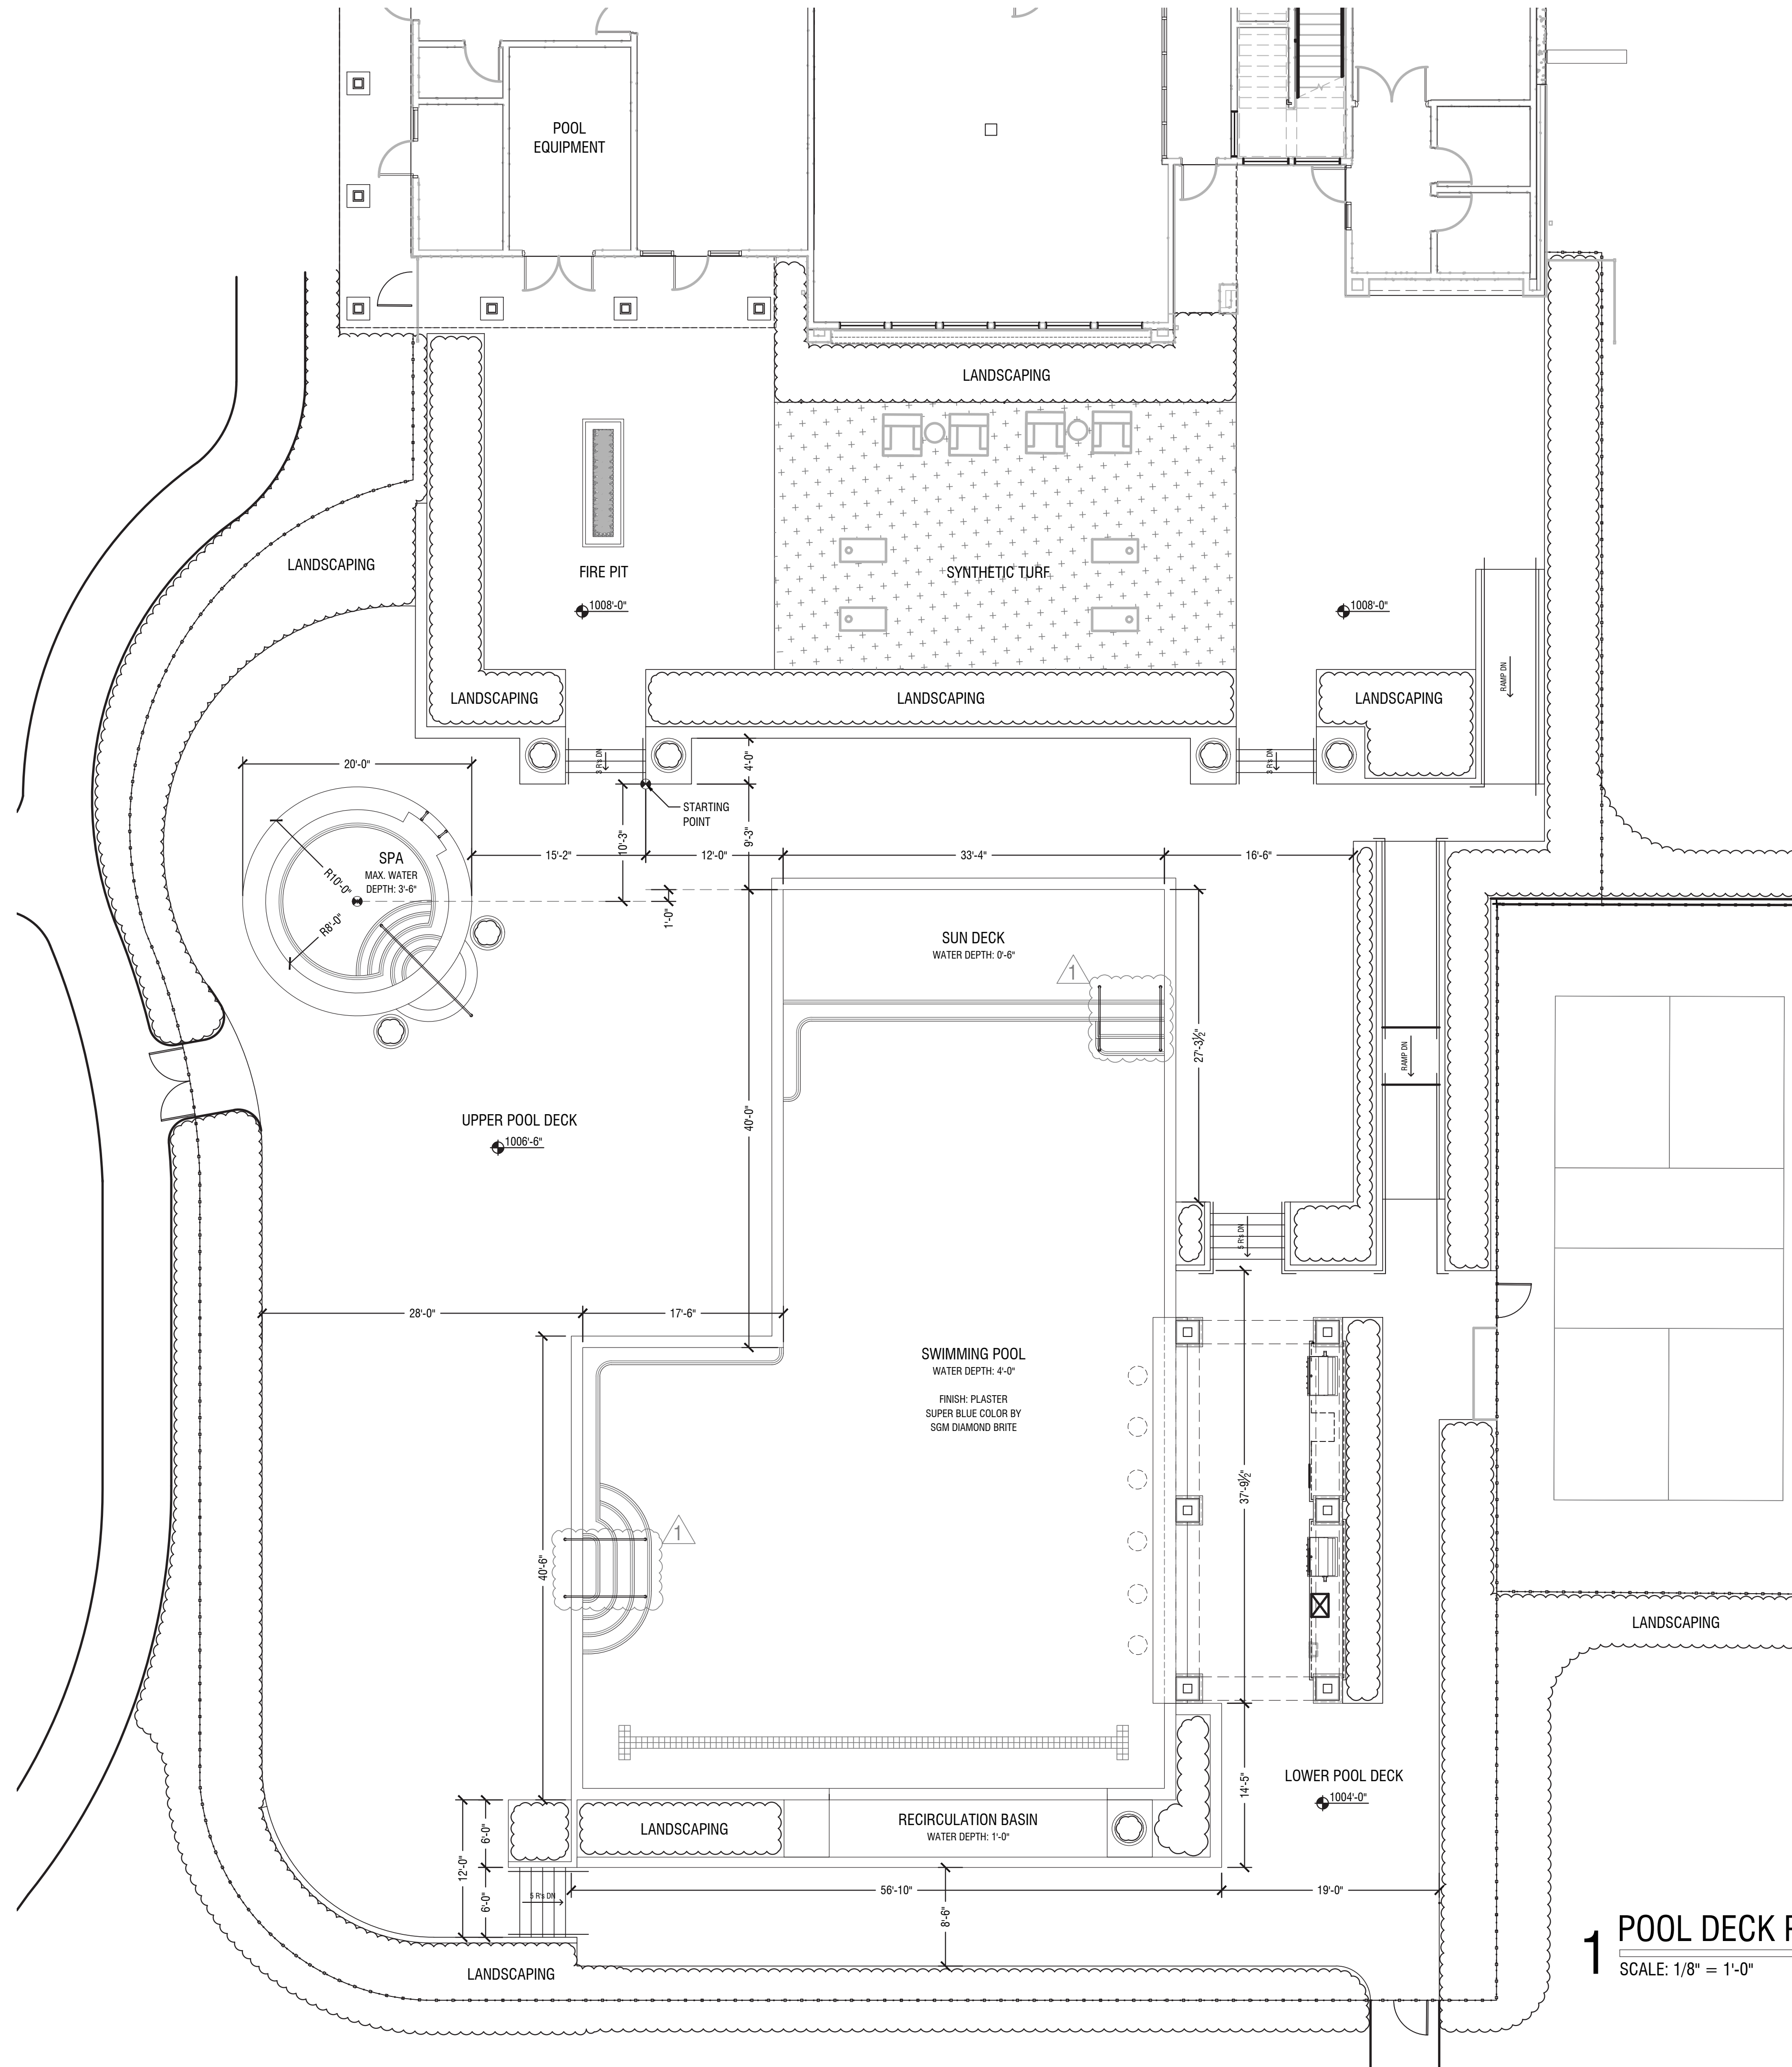 POOL
EQUIPMENT
LANDSCAPING
LANDSCAPING
FIRE PIT
SYNTHETIC TURF
1008'-0"
1008'-0"
RAMP DN
LANDSCAPING
LANDSCAPING
LANDSCAPING
3 R's DN
3 R's DN
4'-0"
20'-0"
STARTING
POINT
10'-3"
9'-3"
15'-2"
12'-0"
33'-4"
16'-6"
SPA
MAX. WATER
DEPTH: 3'-6"
R10'-0"
R8'-0"
1'-0"
SUN DECK
WATER DEPTH: 0'-6"
1
27'-3½"
RAMP DN
UPPER POOL DECK
1006'-6"
40'-0"
5 R's DN
28'-0"
17'-6"
SWIMMING POOL
WATER DEPTH: 4'-0"
FINISH: PLASTER
SUPER BLUE COLOR BY
SGM DIAMOND BRITE
37'-9½"
1
40'-6"
LANDSCAPING
LOWER POOL DECK
1004'-0"
14'-5"
LANDSCAPING
RECIRCULATION BASIN
WATER DEPTH: 1'-0"
6'-0"
12'-0"
6'-0"
5 R's DN
56'-10"
19'-0"
8'-6"
LANDSCAPING
1
POOL DECK P
SCALE: 1/8" = 1'-0"